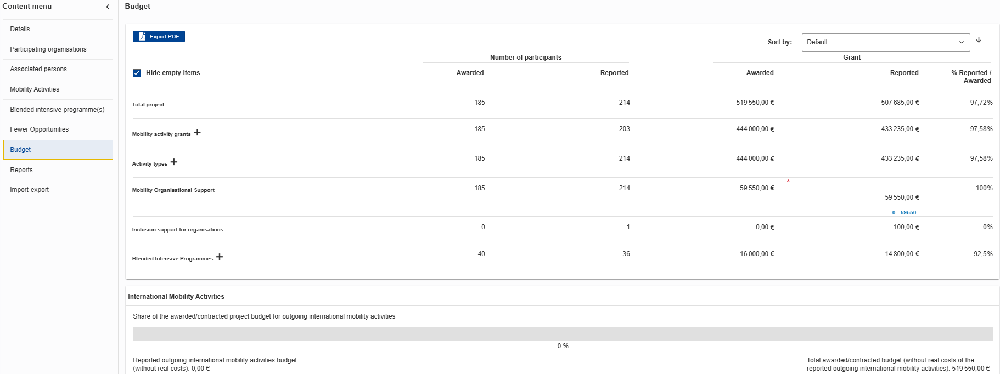 Content menu
Details
Participating organisations
Associated persons
Mobility Activities
Blended intensive programme(s)
Fewer Opportunities
Budget
Reports
Import-export
Budget
Export PDF
Sort by: Default
Number of participants Grant
Hide empty items Awarded Reported Awarded Reported % Reported /
Awarded
Total project 185 214 519 550,00 € 507 685,00 € 97,72%
Mobility activity grants + 185 203 444 000,00 € 433 235,00 € 97,58%
Activity types + 185 214 444 000,00 € 433 235,00 € 97,58%
*
Mobility Organisational Support 185 214 59 550,00 € 100%
59 550,00 €
0 - 59550
Inclusion support for organisations 0 1 0,00 € 100,00 € 0%
Blended Intensive Programmes + 40 36 16 000,00 € 14 800,00 € 92,5%
International Mobility Activities
Share of the awarded/contracted project budget for outgoing international mobility activities
0 %
Reported outgoing international mobility activities budget
(without real costs): 0,00 €
Total awarded/contracted budget (without real costs of the
reported outgoing international mobility activities): 519 550,00 €